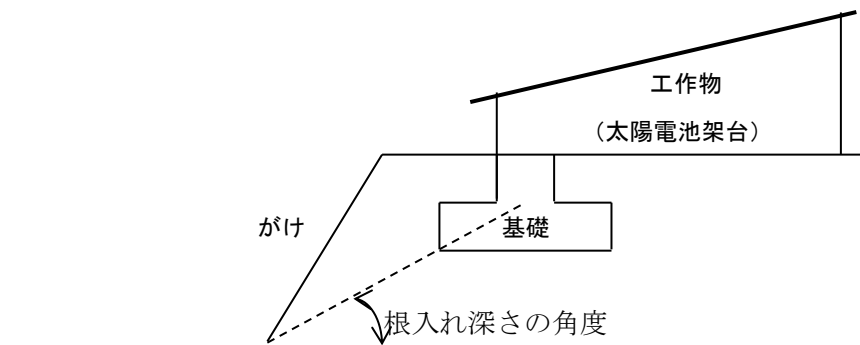 工作物
（太陽電池架台）
がけ
基礎
根入れ深さの角度